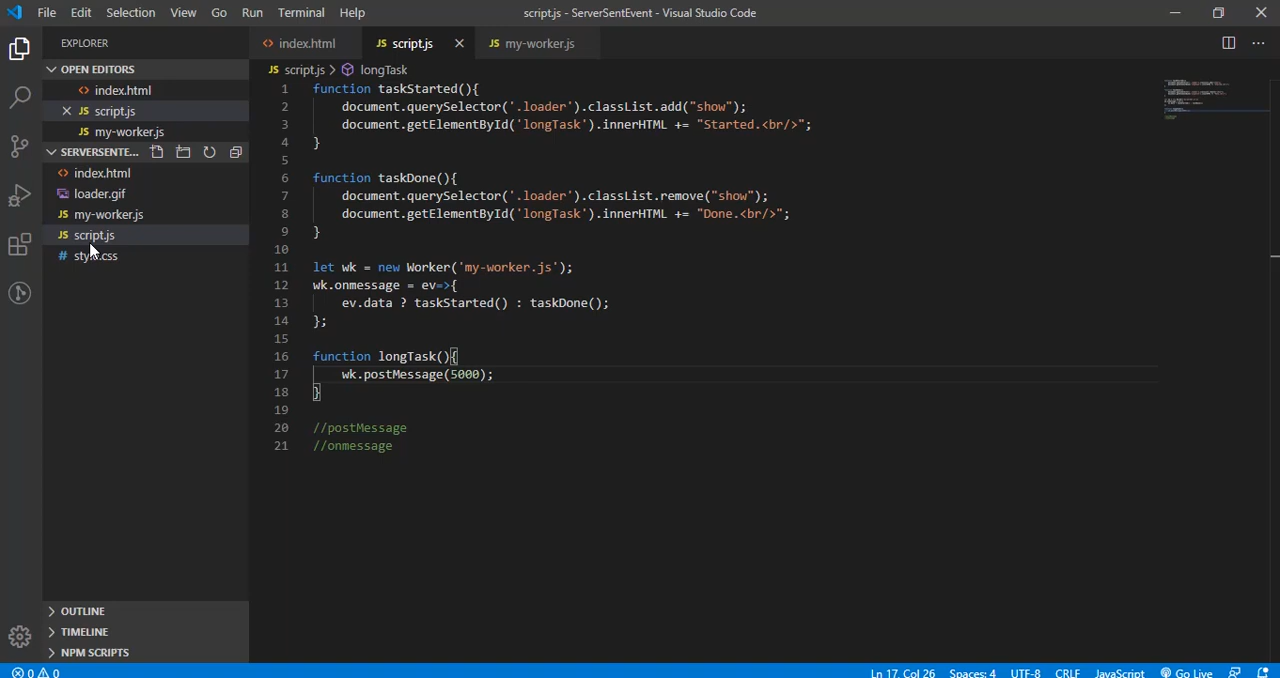 File Edit Selection View Go Run Terminal Help
script.js - ServerSentEvent - Visual Studio Code
EXPLORER
OPEN EDITORS
index.html
script.js
my-worker.js
SERVERSENTE...
index.html
loader.gif
my-worker.js
script.js
style.css
OUTLINE
TIMELINE
NPM SCRIPTS
index.html script.js my-worker.js
script.js > longTask
1 function taskStarted(){
2 document.querySelector('.loader').classList.add("show");
3 document.getElementById('longTask').innerHTML += "Started.<br/>";
4 }
5
6 function taskDone(){
7 document.querySelector('.loader').classList.remove("show");
8 document.getElementById('longTask').innerHTML += "Done.<br/>";
9 }
10
11 let wk = new Worker('my-worker.js');
12 wk.onmessage = ev=>{
13 ev.data ? taskStarted() : taskDone();
14 };
15
16 function longTask(){
17 wk.postMessage(5000);
18 }
19
20 //postMessage
21 //onmessage
0 0
Ln 17, Col 26 Spaces: 4 UTF-8 CRLF JavaScript Go Live